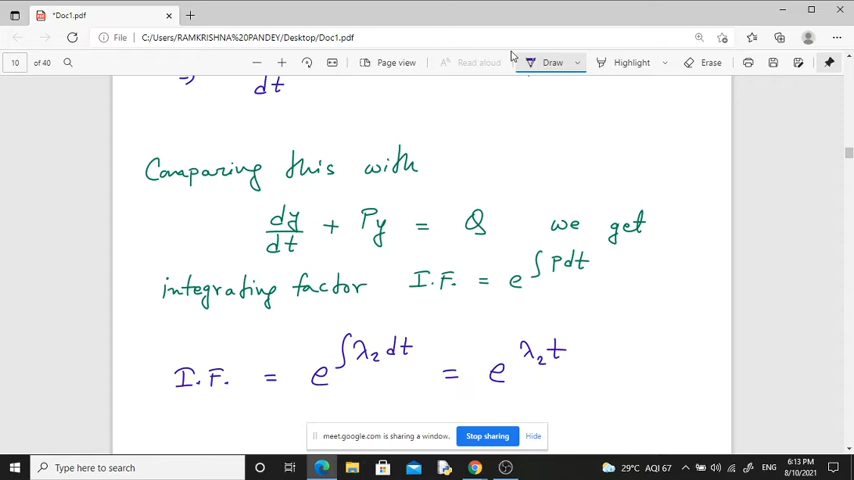 *Doc1.pdf
File C:/Users/RAMKRISHNA%20PANDEY/Desktop/Doc1.pdf
10 of 40 Page view Read aloud Draw Highlight Erase
dt
Comparing this with
dy/dt + Py = Q we get
integrating factor I.F. = e^∫Pdt
I.F. = e^∫λ₂dt = e^λ₂t
meet.google.com is sharing a window. Stop sharing Hide
Type here to search 29°C AQI 67 ENG 6:13 PM
8/10/2021